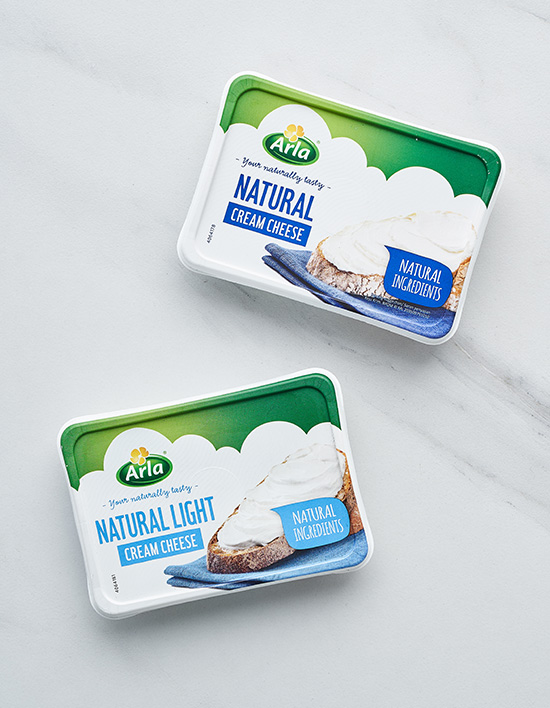 Arla
- Your naturally tasty -
NATURAL
CREAM CHEESE
NATURAL
INGREDIENTS
4004178
Arla
- Your naturally tasty -
NATURAL LIGHT
CREAM CHEESE
NATURAL
INGREDIENTS